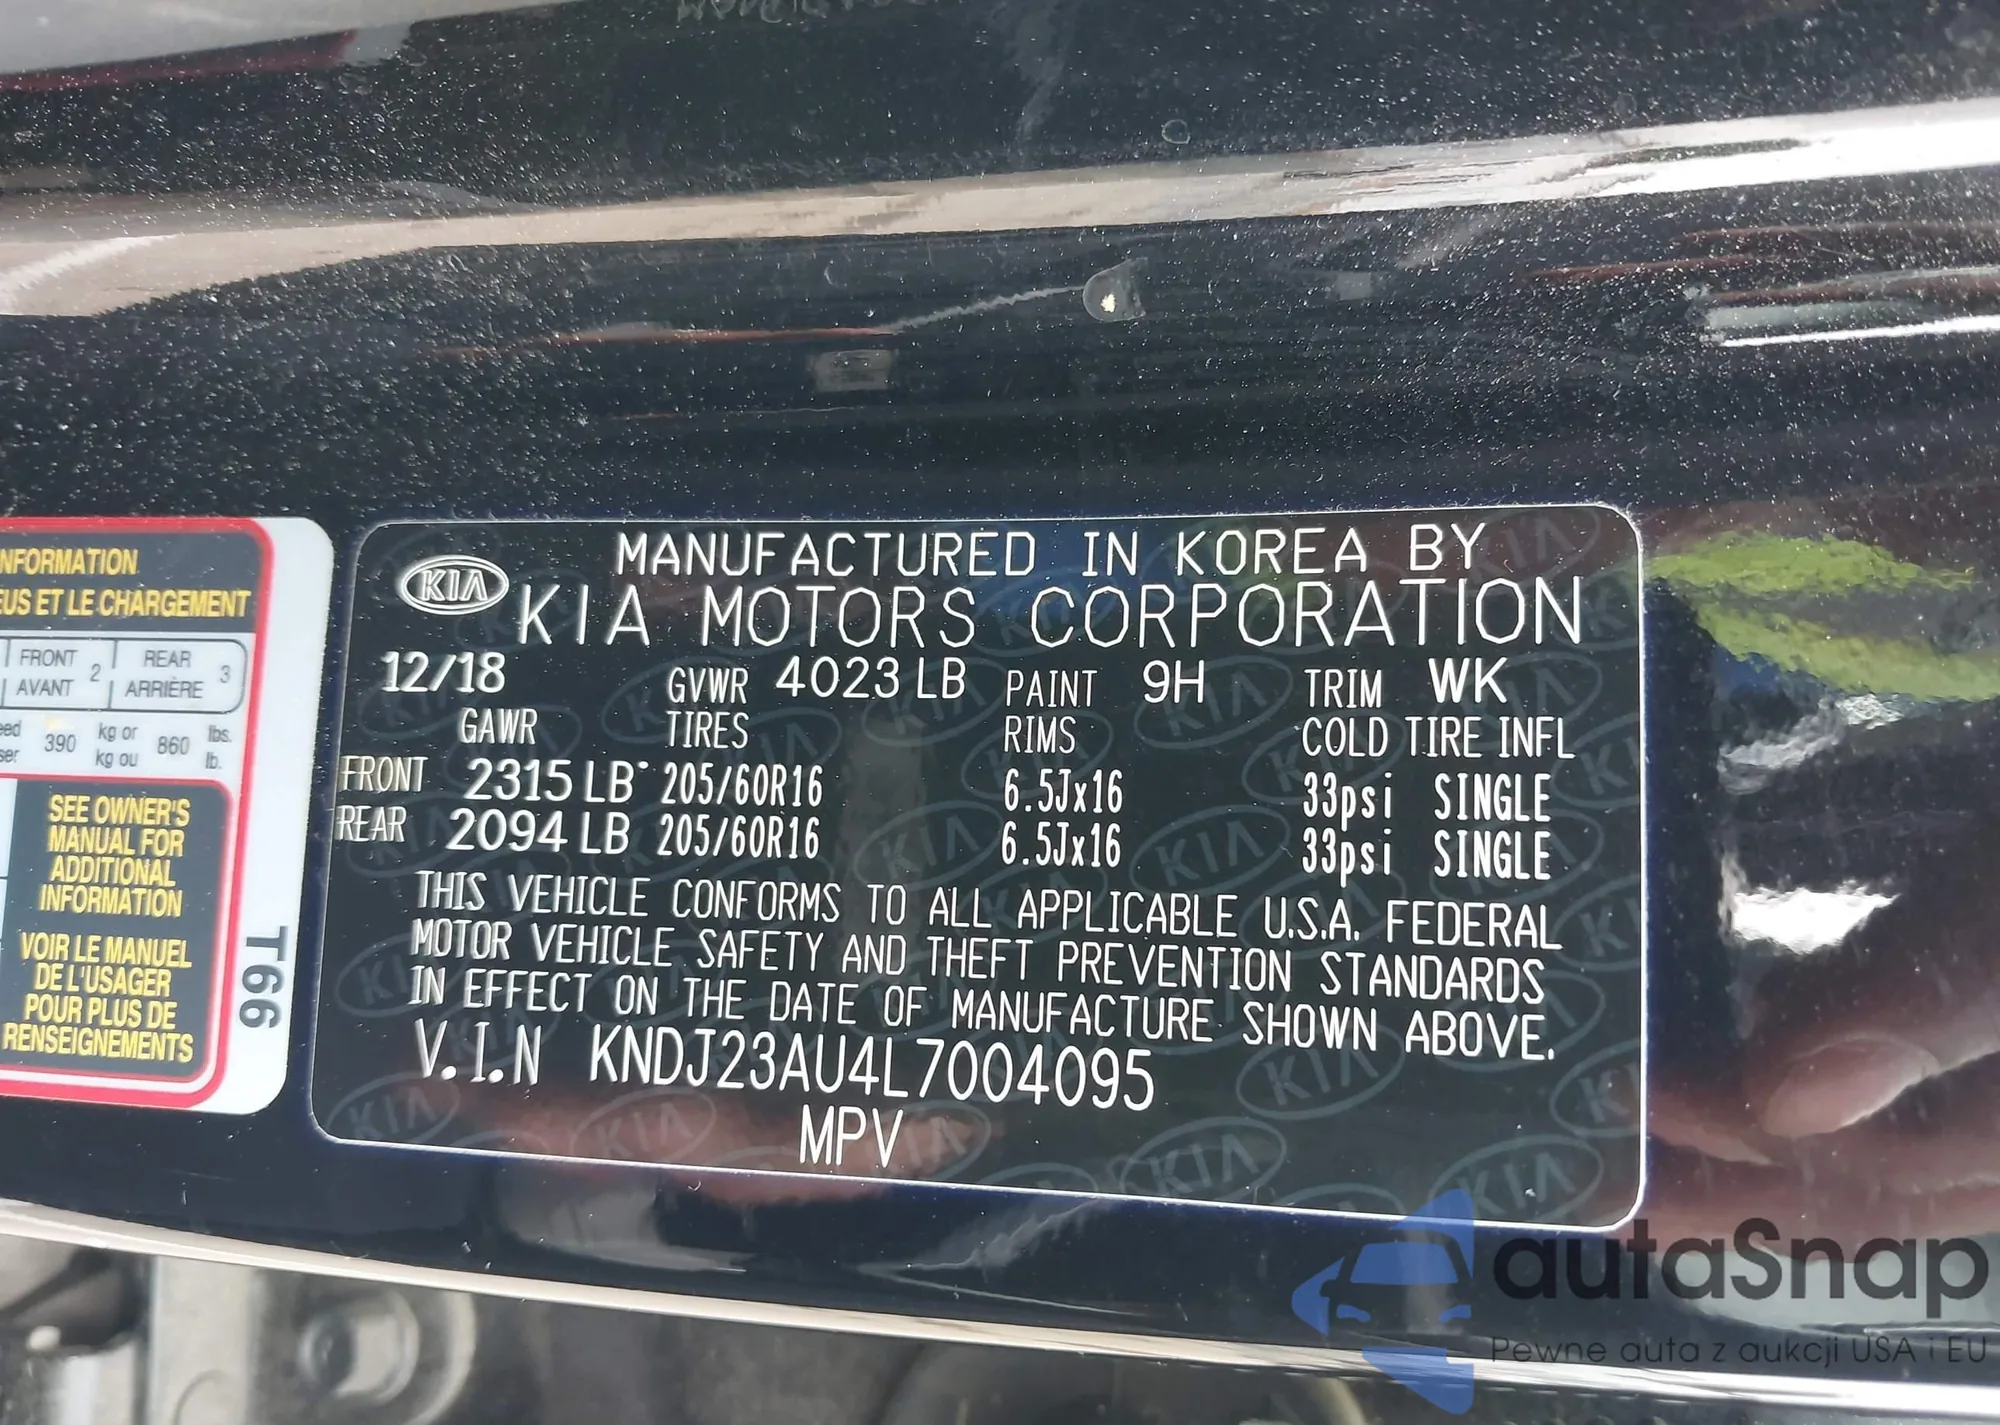 NFORMATION
EUS ET LE CHARGEMENT
FRONT 2 REAR 3
AVANT ARRIÈRE
390 kg or 860 lbs.
kg ou lb.
SEE OWNER'S
MANUAL FOR
ADDITIONAL
INFORMATION
VOIR LE MANUEL
DE L'USAGER
POUR PLUS DE
RENSEIGNEMENTS
T66
KIA
MANUFACTURED IN KOREA BY
KIA MOTORS CORPORATION
12/18 GVWR 4023 LB PAINT 9H TRIM WK
GAWR TIRES RIMS COLD TIRE INFL
FRONT 2315 LB 205/60R16 6.5Jx16 33psi SINGLE
REAR 2094 LB 205/60R16 6.5Jx16 33psi SINGLE
THIS VEHICLE CONFORMS TO ALL APPLICABLE U.S.A. FEDERAL
MOTOR VEHICLE SAFETY AND THEFT PREVENTION STANDARDS
IN EFFECT ON THE DATE OF MANUFACTURE SHOWN ABOVE.
V.I.N KNDJ23AU4L7004095
MPV
autaSnap
Pewne auta z aukcji USA i EU